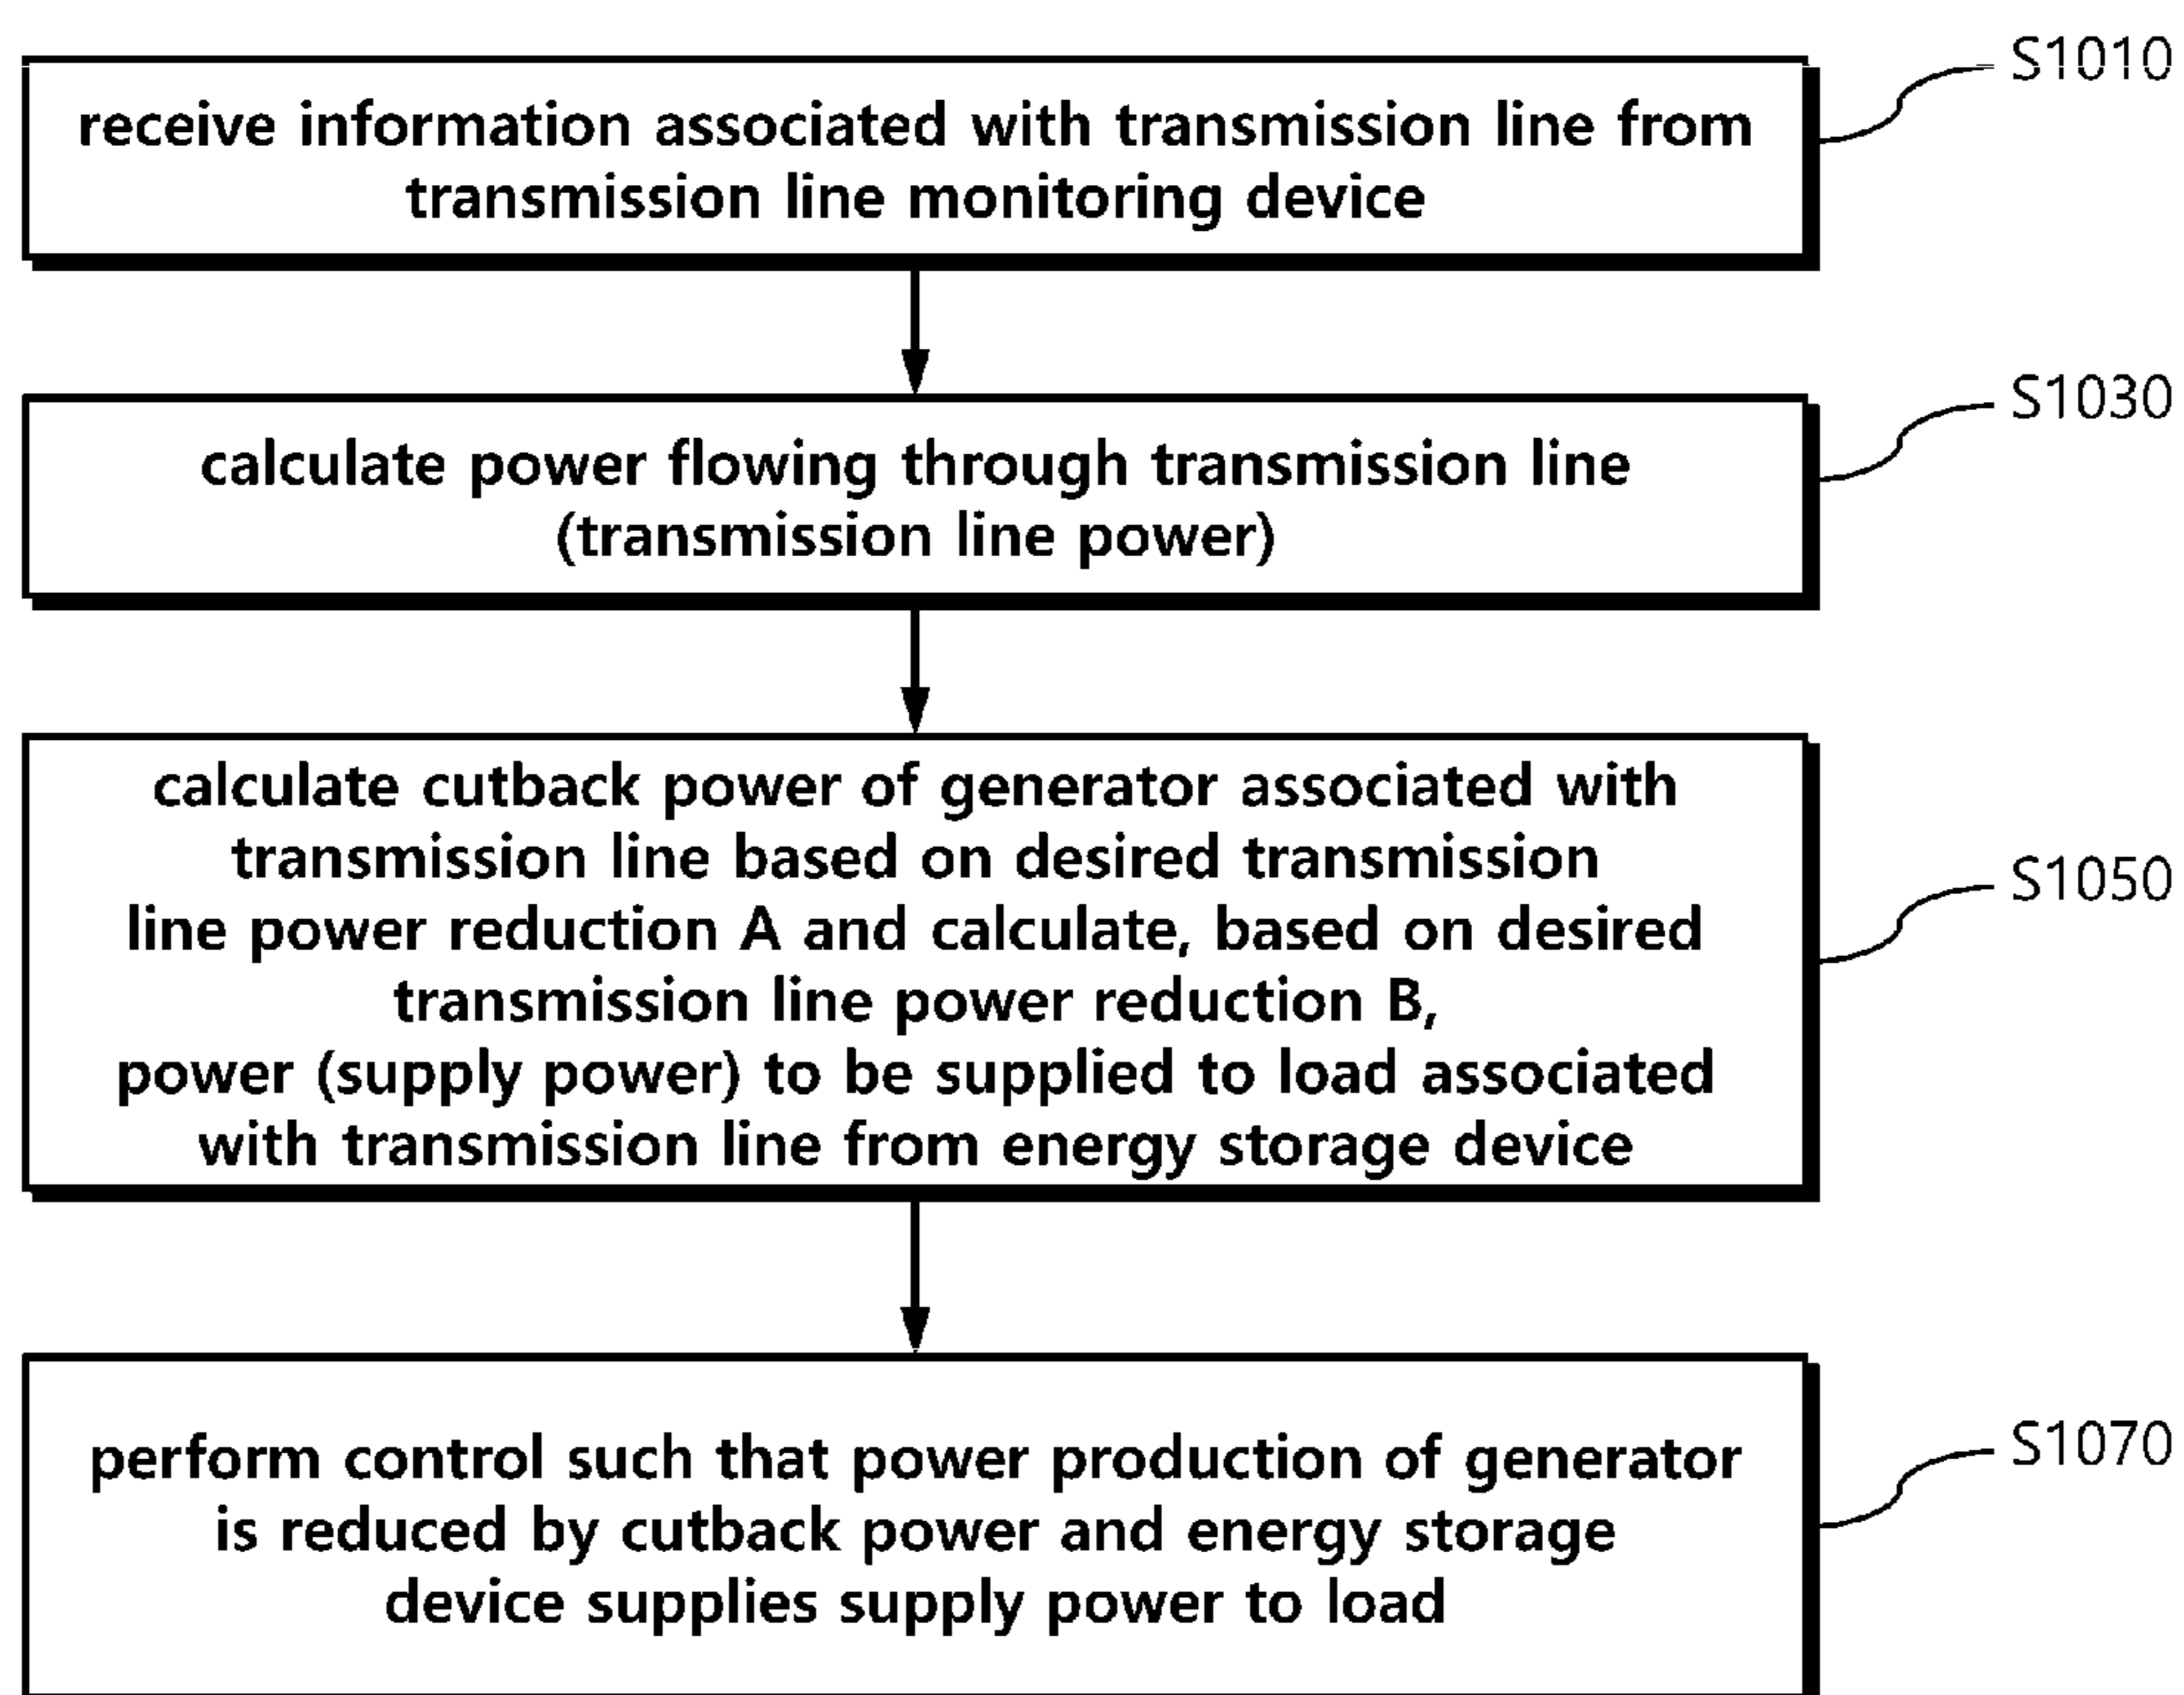 S1010
receive information associated with transmission line from
transmission line monitoring device
S1030
calculate power flowing through transmission line
(transmission line power)
calculate cutback power of generator associated with
transmission line based on desired transmission
S1050
line power reduction A and calculate, based on desired
transmission line power reduction B,
power (supply power) to be supplied to load associated
with transmission line from energy storage device
S1070
perform control such that power production of generator
is reduced by cutback power and energy storage
device supplies supply power to load